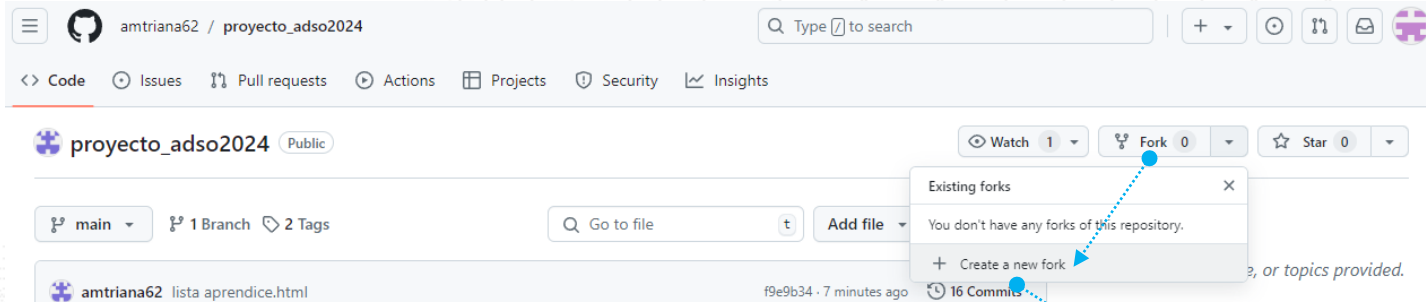 amtriana62 / proyecto_adso2024
Type / to search
Code Issues Pull requests Actions Projects Security Insights
proyecto_adso2024 Public
Watch 1 Fork 0 Star 0
Existing forks
main 1 Branch 2 Tags Go to file t Add file
You don't have any forks of this repository.
Create a new fork
e, or topics provided.
amtriana62 lista aprendice.html f9e9b34 · 7 minutes ago 16 Commits